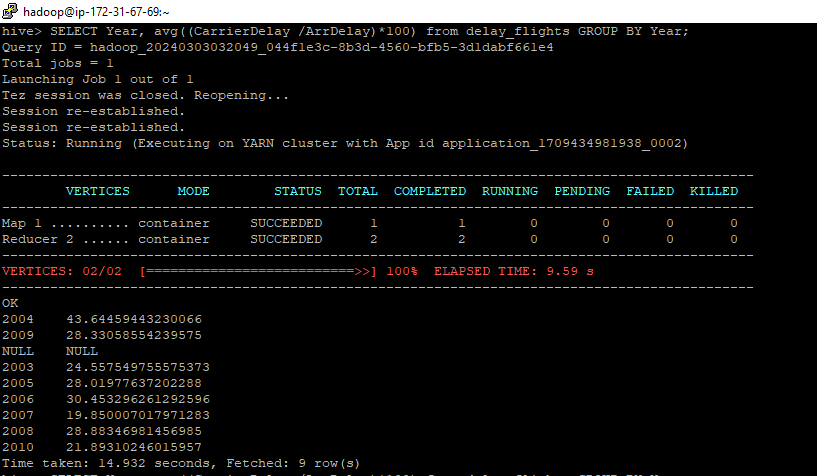 hadoop@ip-172-31-67-69:~
hive> SELECT Year, avg((CarrierDelay /ArrDelay)*100) from delay_flights GROUP BY Year;
Query ID = hadoop_20240303032049_044f1e3c-8b3d-4560-bfb5-3d1dabf661e4
Total jobs = 1
Launching Job 1 out of 1
Tez session was closed. Reopening...
Session re-established.
Session re-established.
Status: Running (Executing on YARN cluster with App id application_1709434981938_0002)
----------------------------------------------------------------------------------------------
VERTICES MODE STATUS TOTAL COMPLETED RUNNING PENDING FAILED KILLED
----------------------------------------------------------------------------------------------
Map 1 .......... container SUCCEEDED 1 1 0 0 0 0
Reducer 2 ...... container SUCCEEDED 2 2 0 0 0 0
----------------------------------------------------------------------------------------------
VERTICES: 02/02 [==========================>>] 100% ELAPSED TIME: 9.59 s
----------------------------------------------------------------------------------------------
OK
2004 43.64459443230066
2009 28.33058554239575
NULL NULL
2003 24.557549755575373
2005 28.01977637202288
2006 30.453296261292596
2007 19.850007017971283
2008 28.88346981456985
2010 21.89310246015957
Time taken: 14.932 seconds, Fetched: 9 row(s)